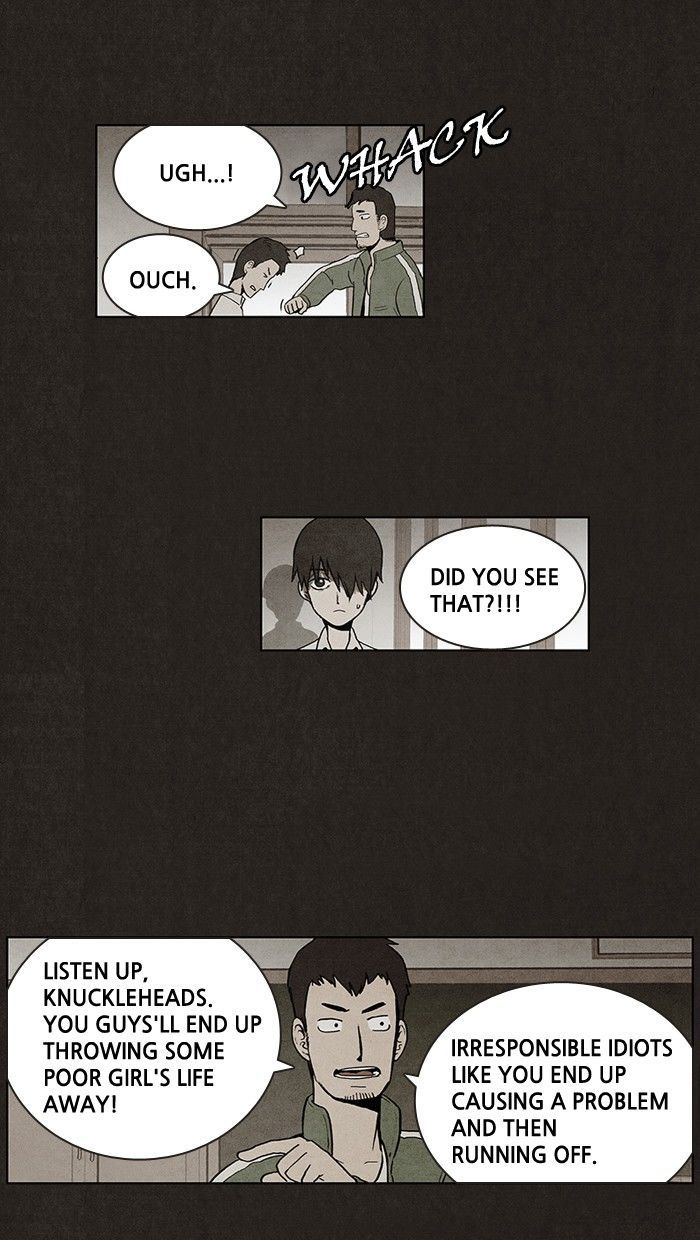 UGH...!
WHACK
OUCH.
DID YOU SEE
THAT?!!!
LISTEN UP,
KNUCKLEHEADS.
YOU GUYS'LL END UP
THROWING SOME
POOR GIRL'S LIFE
AWAY!
IRRESPONSIBLE IDIOTS
LIKE YOU END UP
CAUSING A PROBLEM
AND THEN
RUNNING OFF.